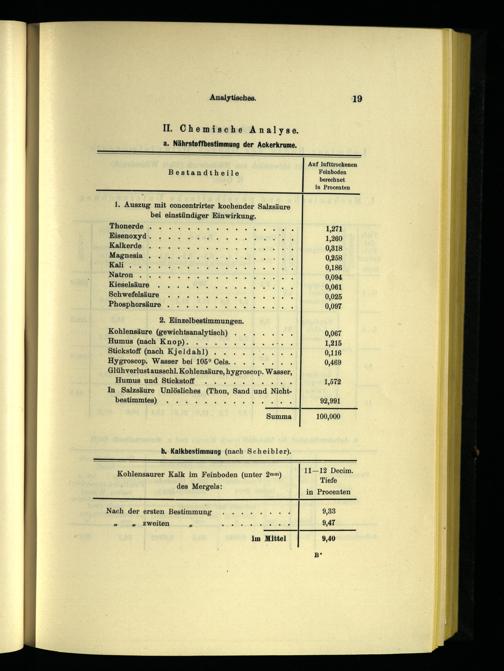 Analytisches. 19
II. Chemische Analyse.
a. Nährstoffbestimmung der Ackerkrume.
Bestandtheile
Auf lufttrockenen
Feinboden
berechnet
in Procenten
1. Auszug mit concentrirter kochender Salzsäure
bei einstündiger Einwirkung.
Thonerde . . . . . . . . . . . . . . . 1,271
Eisenoxyd . . . . . . . . . . . . . . . 1,260
Kalkerde . . . . . . . . . . . . . . . 0,318
Magnesia . . . . . . . . . . . . . . . 0,258
Kali . . . . . . . . . . . . . . . . 0,186
Natron . . . . . . . . . . . . . . . 0,094
Kieselsäure . . . . . . . . . . . . . . 0,061
Schwefelsäure . . . . . . . . . . . . . 0,025
Phosphorsäure . . . . . . . . . . . . . 0,097
2. Einzelbestimmungen.
Kohlensäure (gewichtsanalytisch) . . . . . . . 0,067
Humus (nach Knop) . . . . . . . . . . . 1,215
Stickstoff (nach Kjeldahl) . . . . . . . . . 0,116
Hygroscop. Wasser bei 105° Cels. . . . . . . . 0,469
Glühverlust ausschl. Kohlensäure, hygroscop. Wasser,
Humus und Stickstoff . . . . . . . . . 1,572
In Salzsäure Unlösliches (Thon, Sand und Nicht-
bestimmtes) . . . . . . . . . . . . . 92,991
Summa 100,000
b. Kalkbestimmung (nach Scheibler).
Kohlensaurer Kalk im Feinboden (unter 2mm)
des Mergels:
11—12 Decim.
Tiefe
in Procenten
Nach der ersten Bestimmung . . . . . . . . 9,33
„ „ zweiten „ . . . . . . . . 9,47
im Mittel 9,40
B*